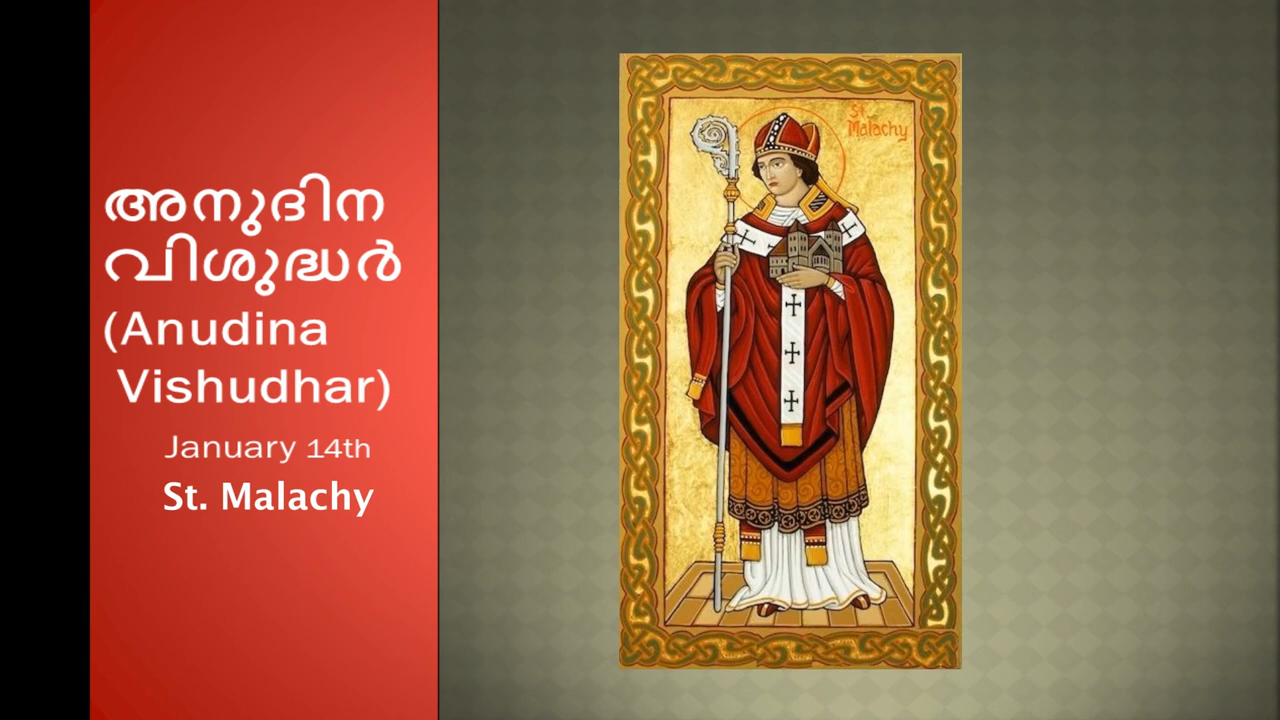 അനുദിന
വിശുദ്ധർ
(Anudina
Vishudhar)
January 14th
St. Malachy
St.
Malachy